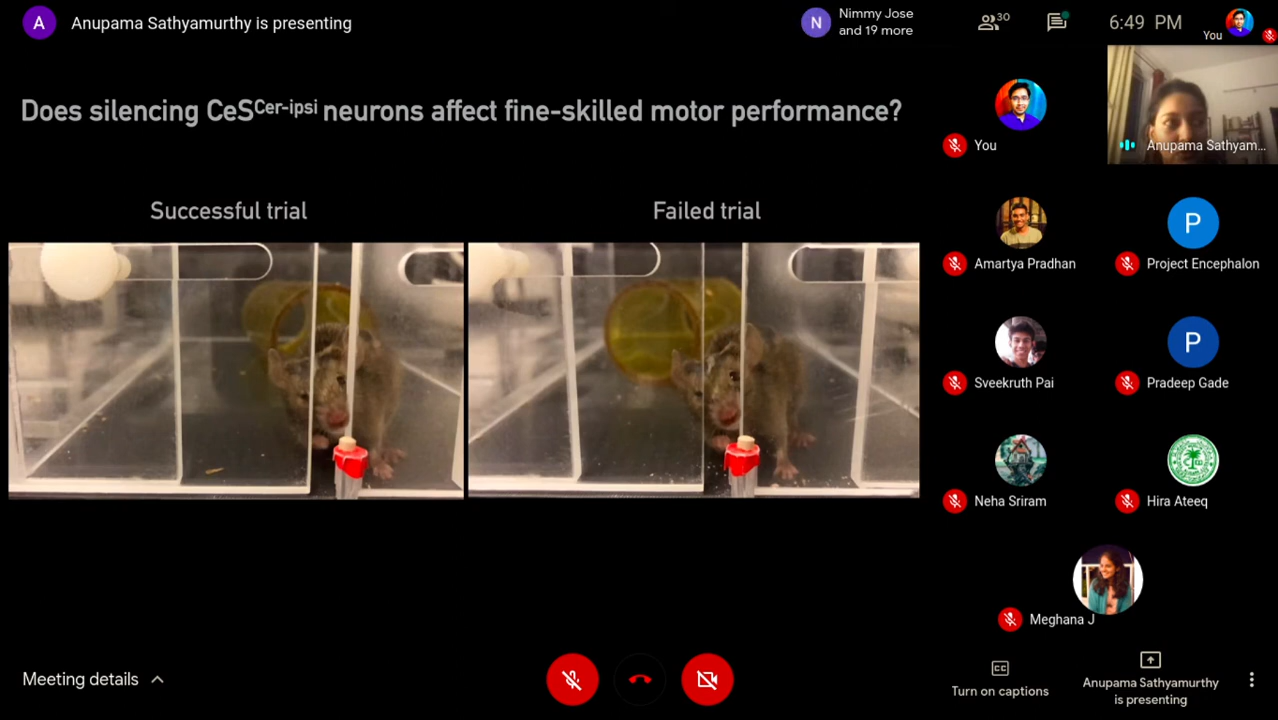 A
Anupama Sathyamurthy is presenting
N
Nimmy Jose
and 19 more
30
6:49 PM
You
Does silencing CeSCer-ipsi neurons affect fine-skilled motor performance?
You
Anupama Sathyam...
Successful trial
Failed trial
P
Amartya Pradhan
Project Encephalon
P
Sveekruth Pai
Pradeep Gade
Neha Sriram
Hira Ateeq
Meghana J
Meeting details
CC
Turn on captions
Anupama Sathyamurthy
is presenting